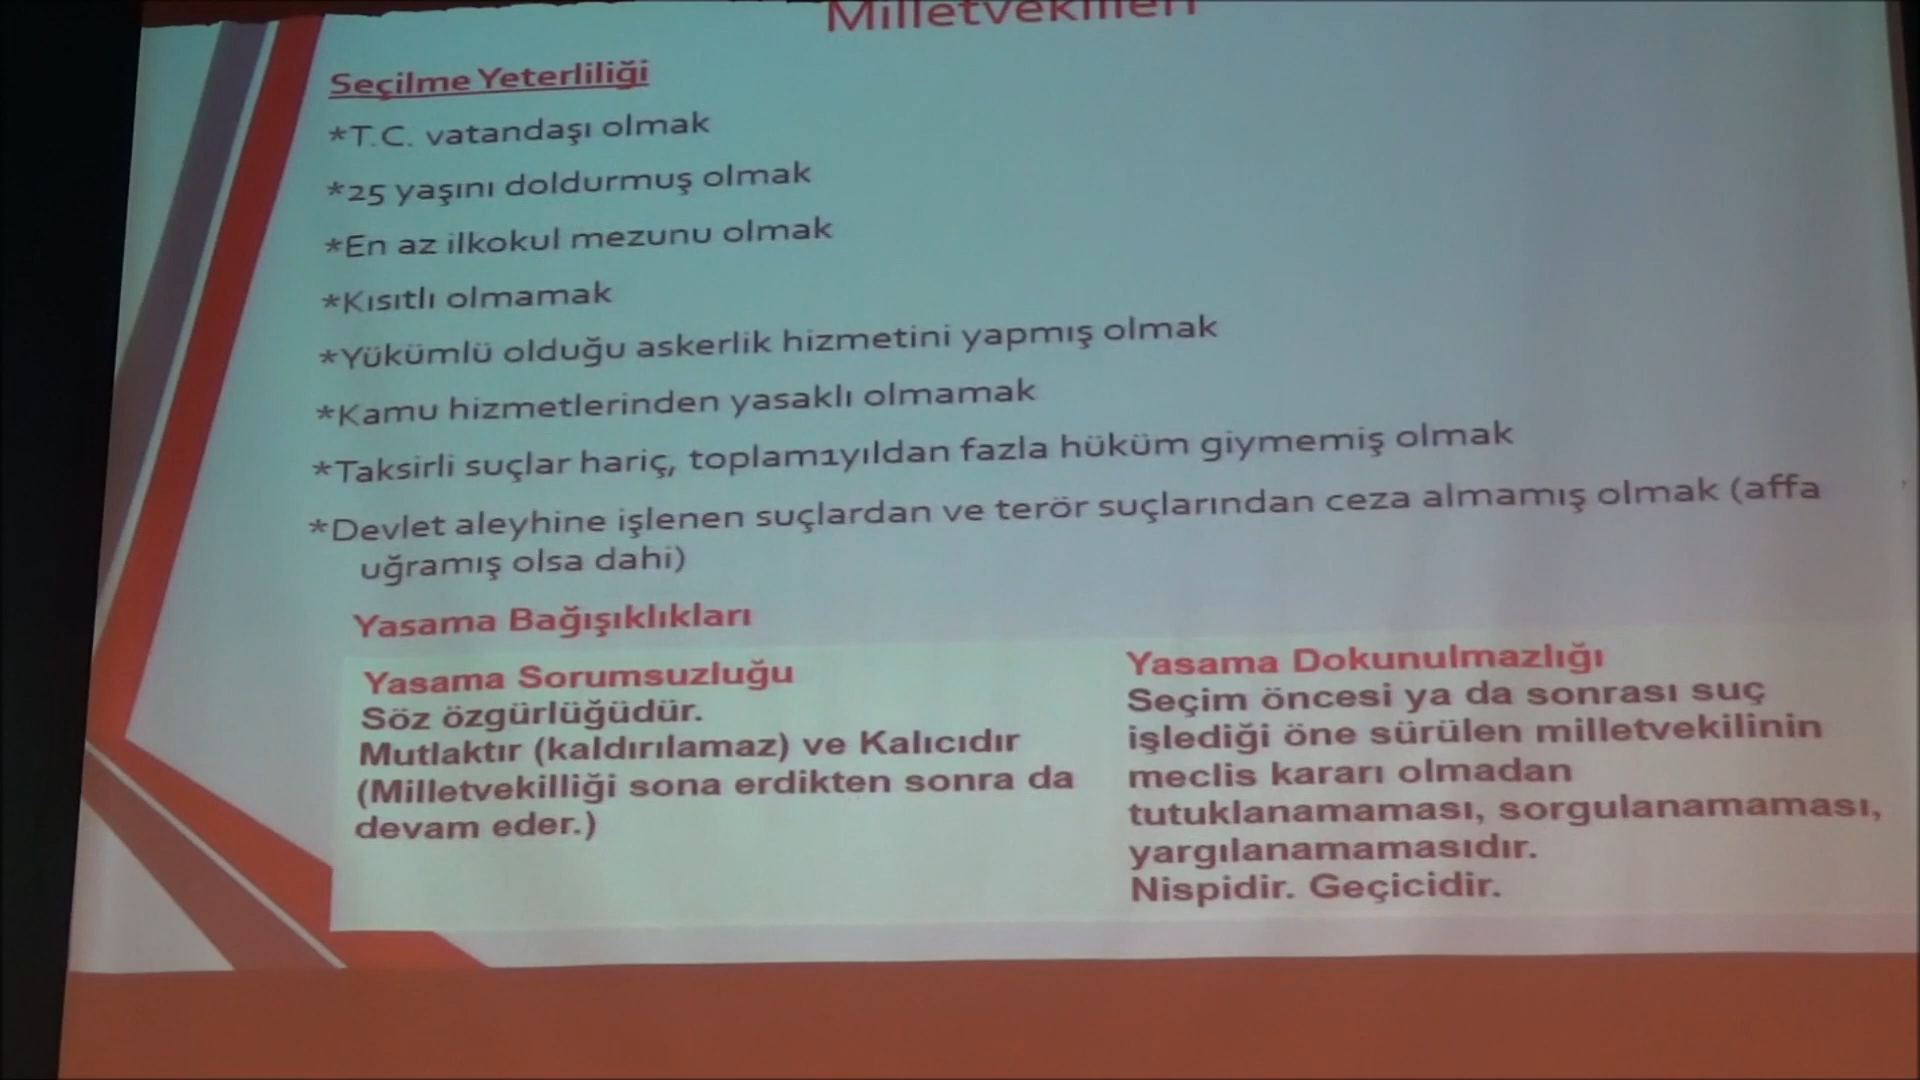 Milletvekilleri
Seçilme Yeterliliği
*T.C. vatandaşı olmak
*25 yaşını doldurmuş olmak
*En az ilkokul mezunu olmak
*Kısıtlı olmamak
*Yükümlü olduğu askerlik hizmetini yapmış olmak
*Kamu hizmetlerinden yasaklı olmamak
*Taksirli suçlar hariç, toplam1yıldan fazla hüküm giymemiş olmak
*Devlet aleyhine işlenen suçlardan ve terör suçlarından ceza almamış olmak (affa
uğramış olsa dahi)
Yasama Bağışıklıkları
Yasama Sorumsuzluğu
Söz özgürlüğüdür.
Mutlaktır (kaldırılamaz) ve Kalıcıdır
(Milletvekilliği sona erdikten sonra da
devam eder.)
Yasama Dokunulmazlığı
Seçim öncesi ya da sonrası suç
işlediği öne sürülen milletvekilinin
meclis kararı olmadan
tutuklanamaması, sorgulanamaması,
yargılanamamasıdır.
Nispidir. Geçicidir.